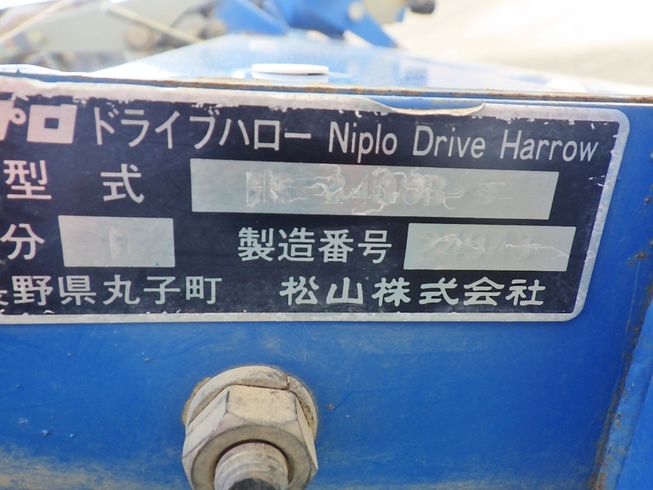 プロ ドライブハロー Niplo Drive Harrow
型式
分 製造番号
野県丸子町 松山株式会社